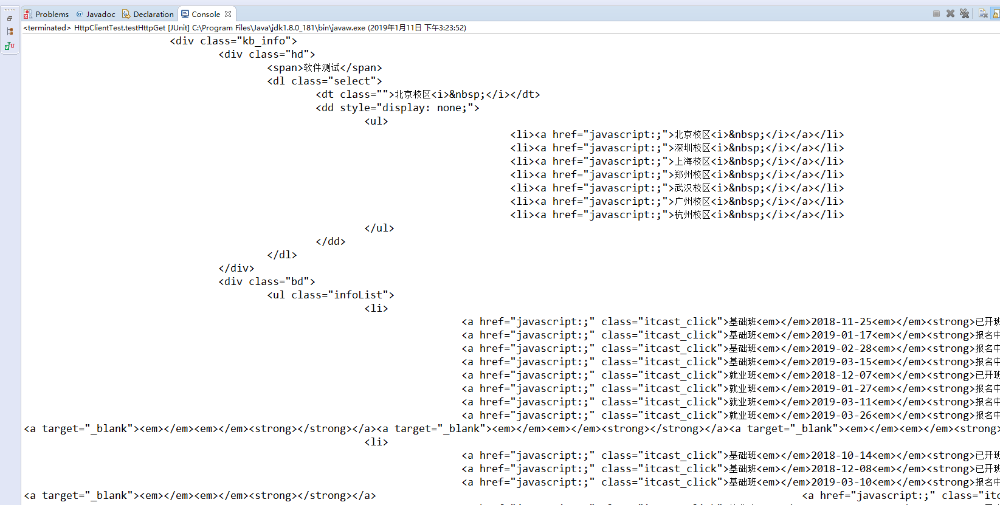 Problems @ Javadoc Declaration Console
<terminated> HttpClientTest.testHttpGet [JUnit] C:\Program Files\Java\jdk1.8.0_181\bin\javaw.exe (2019年1月11日 下午3:23:52)
<div class="kb_info">
<div class="hd">
<span>软件测试</span>
<dl class="select">
<dt class="">北京校区<i>&nbsp;</i></dt>
<dd style="display: none;">
<ul>
<li><a href="javascript:;">北京校区<i>&nbsp;</i></a></li>
<li><a href="javascript:;">深圳校区<i>&nbsp;</i></a></li>
<li><a href="javascript:;">上海校区<i>&nbsp;</i></a></li>
<li><a href="javascript:;">郑州校区<i>&nbsp;</i></a></li>
<li><a href="javascript:;">武汉校区<i>&nbsp;</i></a></li>
<li><a href="javascript:;">广州校区<i>&nbsp;</i></a></li>
<li><a href="javascript:;">杭州校区<i>&nbsp;</i></a></li>
</ul>
</dd>
</dl>
</div>
<div class="bd">
<ul class="infoList">
<li>
<a href="javascript:;" class="itcast_click">基础班<em></em>2018-11-25<em></em><strong>已开班
<a href="javascript:;" class="itcast_click">基础班<em></em>2019-01-17<em></em><strong>报名中
<a href="javascript:;" class="itcast_click">基础班<em></em>2019-02-28<em></em><strong>报名中
<a href="javascript:;" class="itcast_click">基础班<em></em>2019-03-15<em></em><strong>报名中
<a href="javascript:;" class="itcast_click">就业班<em></em>2018-12-07<em></em><strong>已开班
<a href="javascript:;" class="itcast_click">就业班<em></em>2019-01-27<em></em><strong>报名中
<a href="javascript:;" class="itcast_click">就业班<em></em>2019-03-11<em></em><strong>报名中
<a href="javascript:;" class="itcast_click">就业班<em></em>2019-03-26<em></em><strong>报名中
<a target="_blank"><em></em><em></em><strong></strong></a><a target="_blank"><em></em><em></em><strong></strong></a><a target="_blank"><em></em><em></em><strong>
<li>
<a href="javascript:;" class="itcast_click">基础班<em></em>2018-10-14<em></em><strong>已开班
<a href="javascript:;" class="itcast_click">基础班<em></em>2018-12-08<em></em><strong>已开班
<a href="javascript:;" class="itcast_click">基础班<em></em>2019-03-10<em></em><strong>报名中
<a target="_blank"><em></em><em></em><strong></strong></a> <a href="javascript:;" class="itc